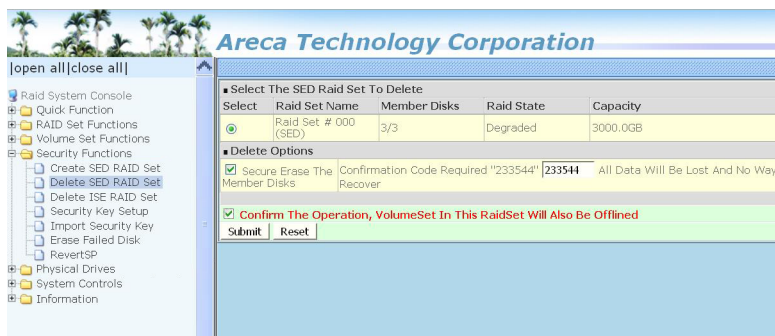 Areca Technology Corporation
|open all|close all|
Raid System Console
Quick Function
RAID Set Functions
Volume Set Functions
Security Functions
Create SED RAID Set
Delete SED RAID Set
Delete ISE RAID Set
Security Key Setup
Import Security Key
Erase Failed Disk
RevertSP
Physical Drives
System Controls
Information
Select The SED Raid Set To Delete
Select Raid Set Name Member Disks Raid State Capacity
Raid Set # 000 (SED) 3/3 Degraded 3000.0GB
Delete Options
Secure Erase The Member Disks
Confirmation Code Required "233544" 233544 All Data Will Be Lost And No Way
Recover
Confirm The Operation, VolumeSet In This RaidSet Will Also Be Offlined
Submit Reset